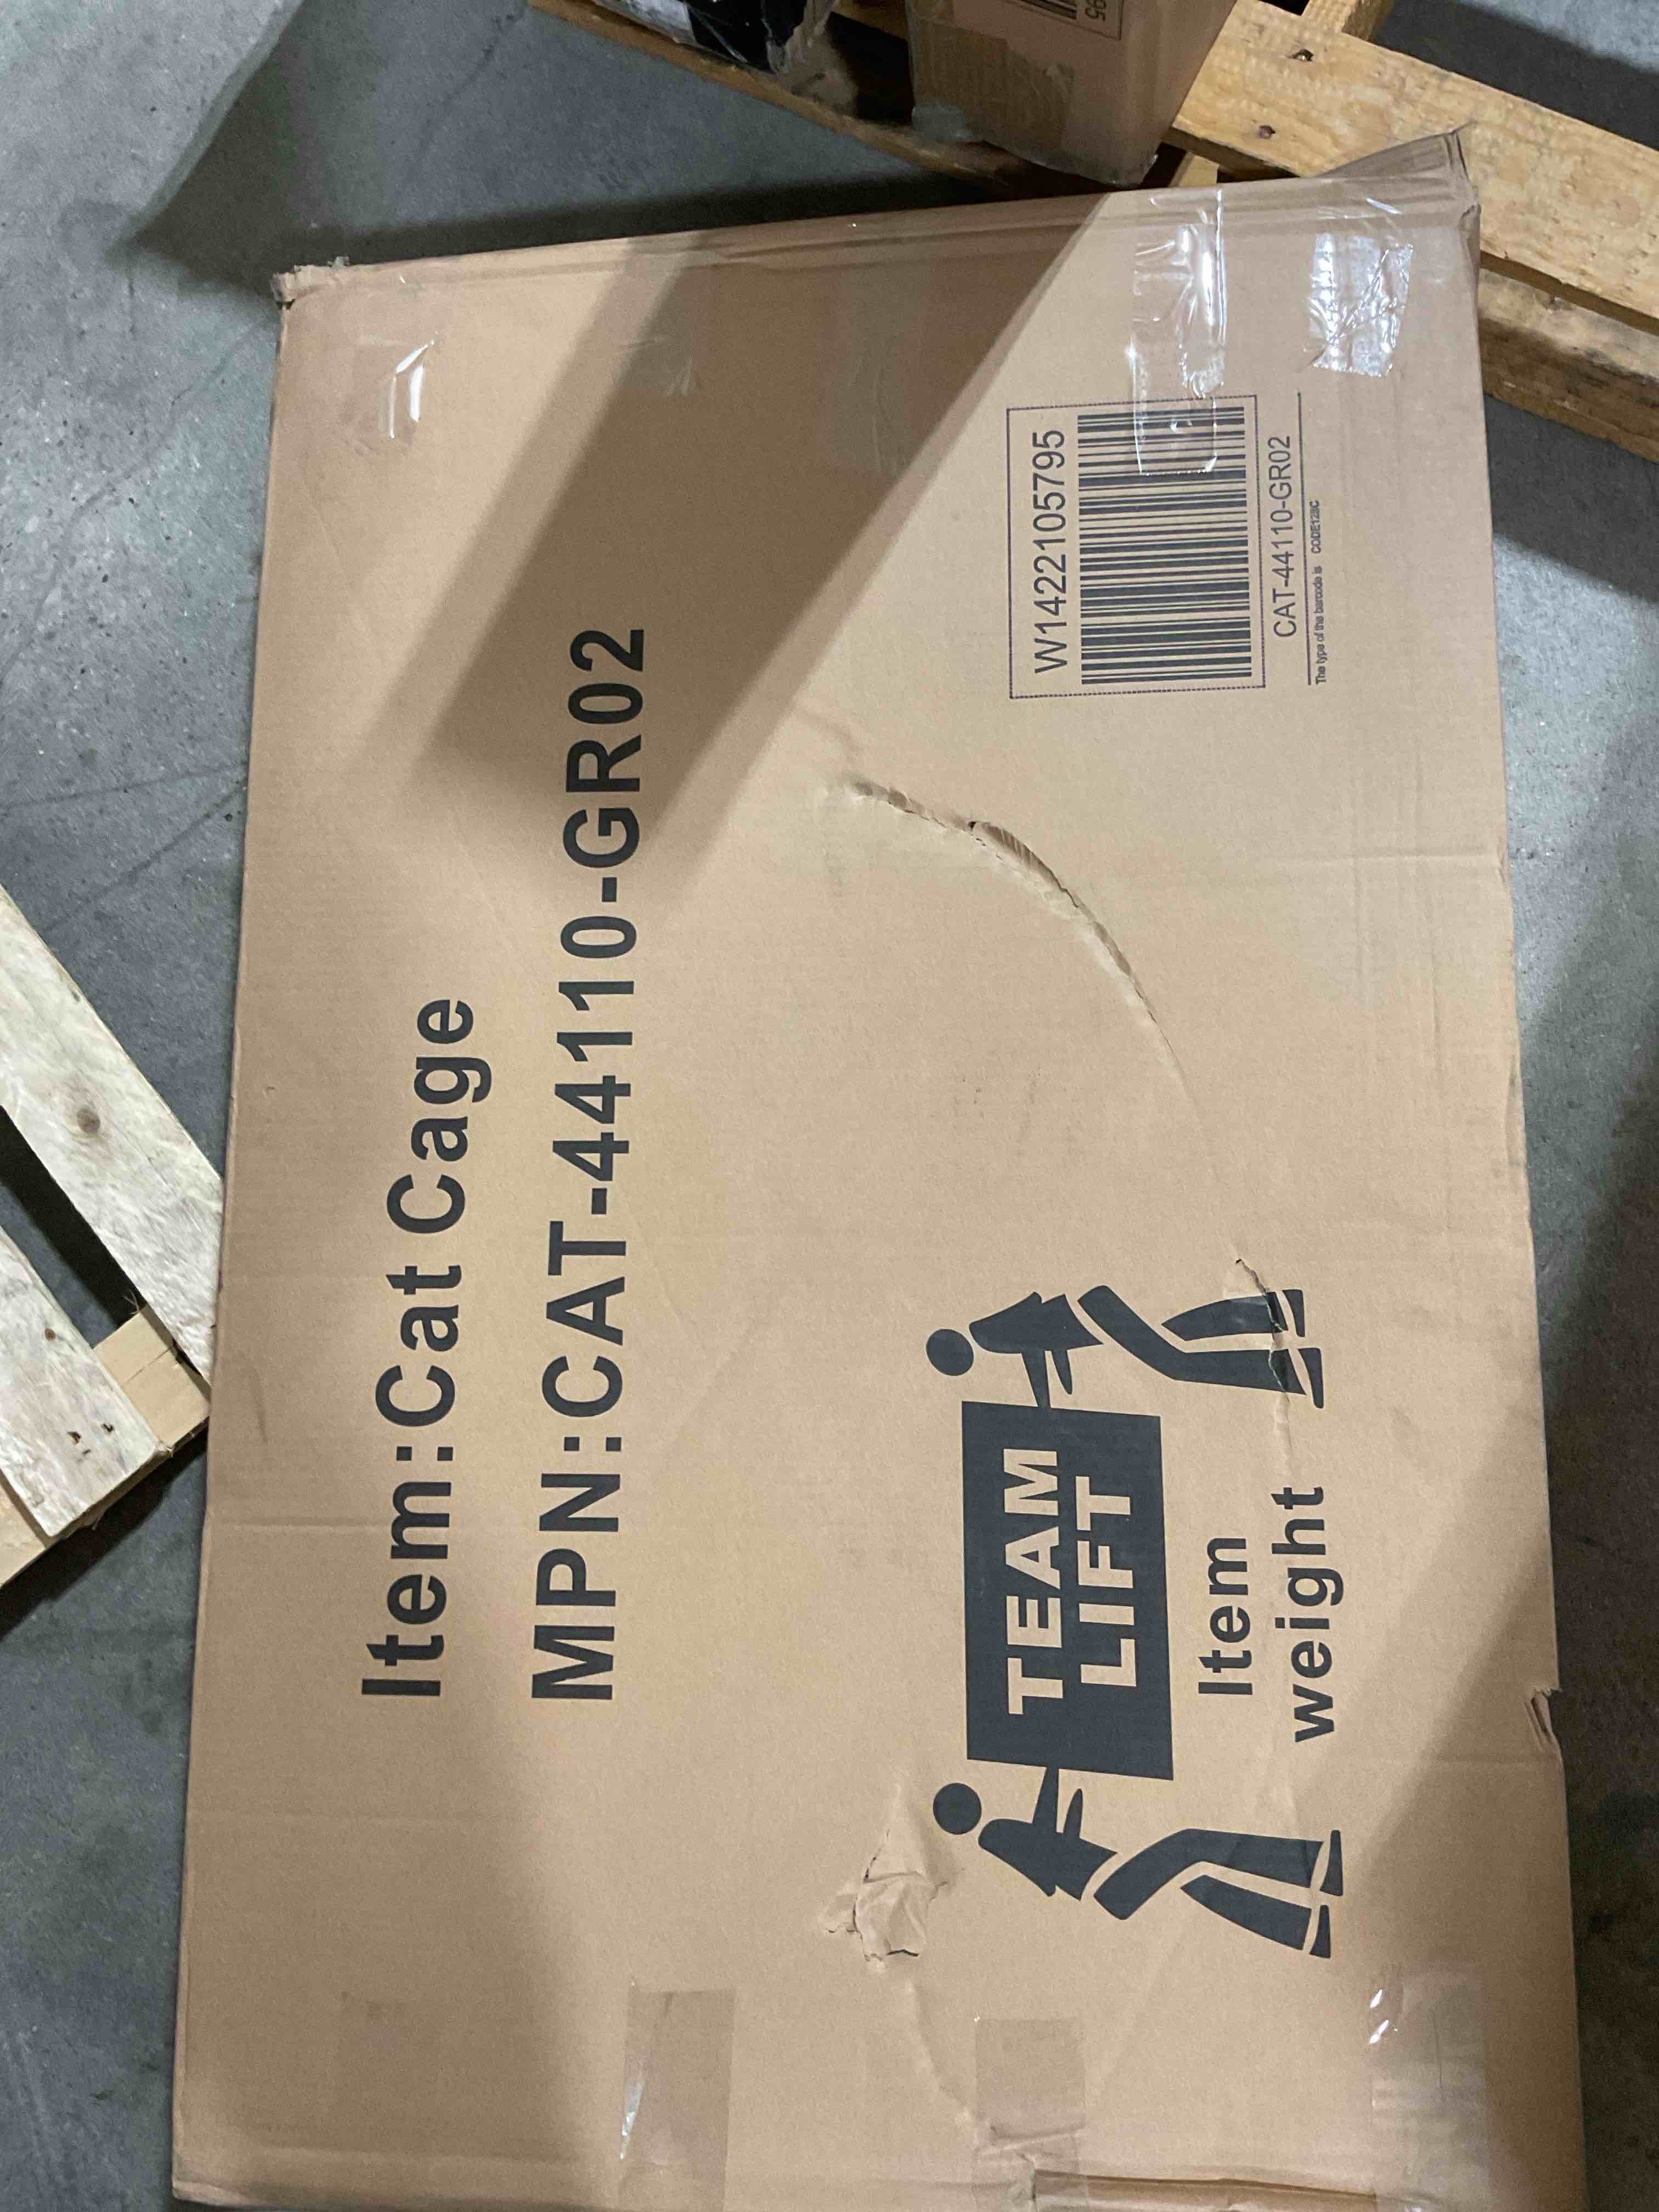 Item:Cat Cage
MPN:CAT-44110-GR02
TEAM
LIFT
Item
weight
W1422105795
CAT-44110-GR02
The type of the barcode is CODE128C
95